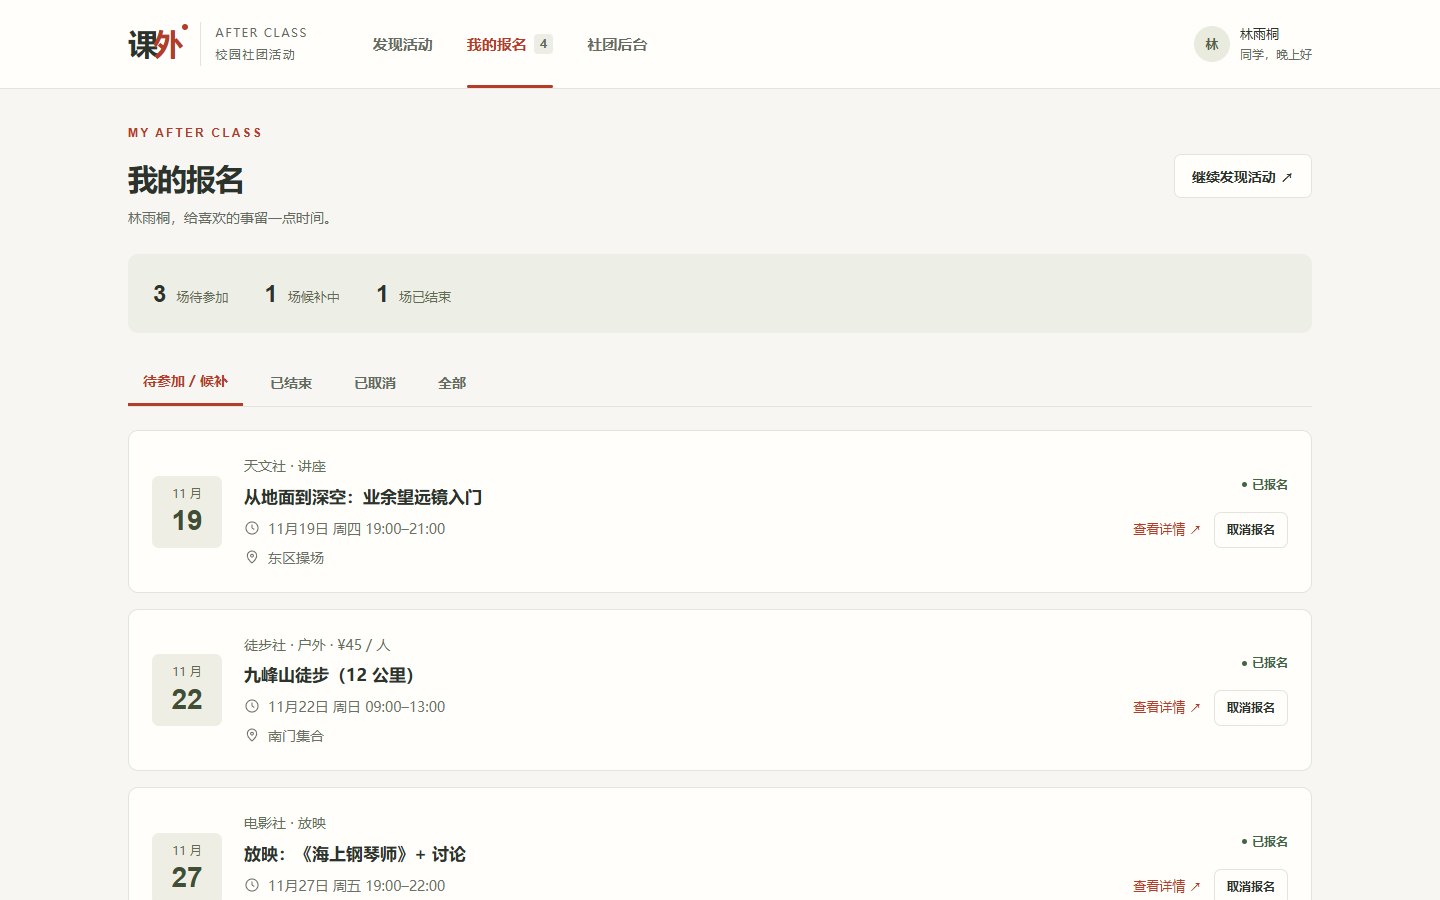 课外
AFTER CLASS
校园社团活动
发现活动
我的报名 4
社团后台
林
林雨桐
同学，晚上好
MY AFTER CLASS
我的报名
林雨桐，给喜欢的事留一点时间。
继续发现活动 ↗
3 场待参加
1 场候补中
1 场已结束
待参加 / 候补
已结束
已取消
全部
11 月
19
天文社 · 讲座
从地面到深空：业余望远镜入门
11月19日 周四 19:00–21:00
东区操场
已报名
查看详情 ↗
取消报名
11 月
22
徒步社 · 户外 · ¥45 / 人
九峰山徒步（12 公里）
11月22日 周日 09:00–13:00
南门集合
已报名
查看详情 ↗
取消报名
11 月
27
电影社 · 放映
放映：《海上钢琴师》+ 讨论
11月27日 周五 19:00–22:00
已报名
查看详情 ↗
取消报名